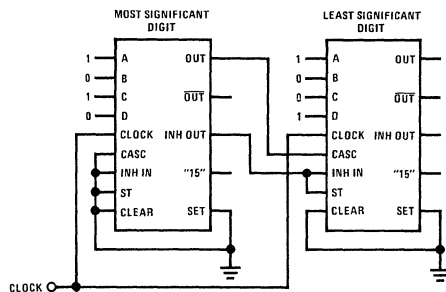 MOST SIGNIFICANT
DIGIT
1 A OUT
0 B
1 C OUT
0 D
CLOCK INH OUT
CASC
INH IN "15"
ST
CLEAR SET
LEAST SIGNIFICANT
DIGIT
1 A OUT
0 B
0 C OUT
1 D
CLOCK INH OUT
CASC
INH IN "15"
ST
CLEAR SET
CLOCK